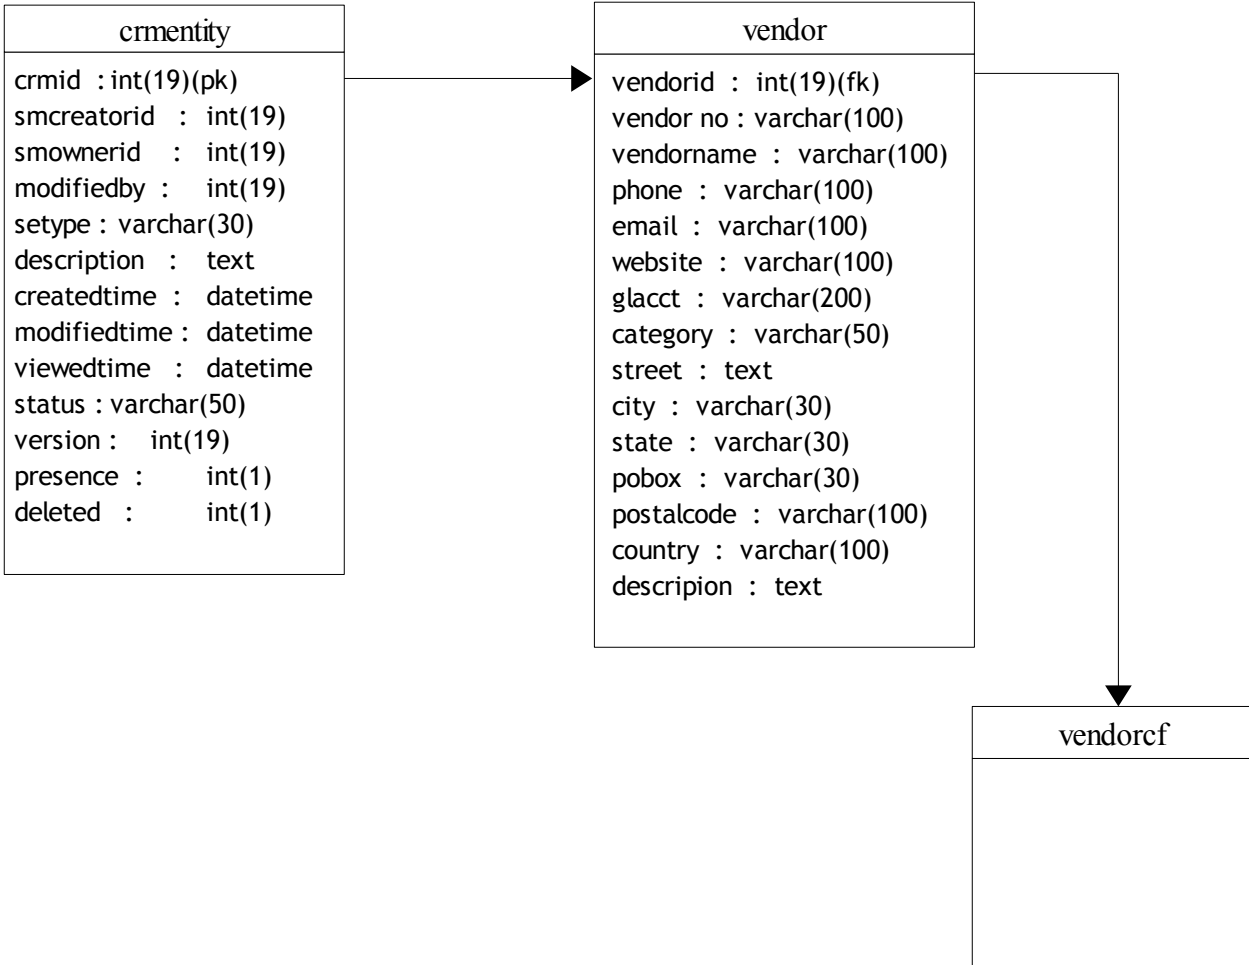 crmentity
crmid : int(19)(pk)
smcreatorid : int(19)
smownerid : int(19)
modifiedby : int(19)
setype : varchar(30)
description : text
createdtime : datetime
modifiedtime : datetime
viewedtime : datetime
status : varchar(50)
version : int(19)
presence : int(1)
deleted : int(1)
vendor
vendorid : int(19)(fk)
vendor no : varchar(100)
vendorname : varchar(100)
phone : varchar(100)
email : varchar(100)
website : varchar(100)
glacct : varchar(200)
category : varchar(50)
street : text
city : varchar(30)
state : varchar(30)
pobox : varchar(30)
postalcode : varchar(100)
country : varchar(100)
descripion : text
vendorcf